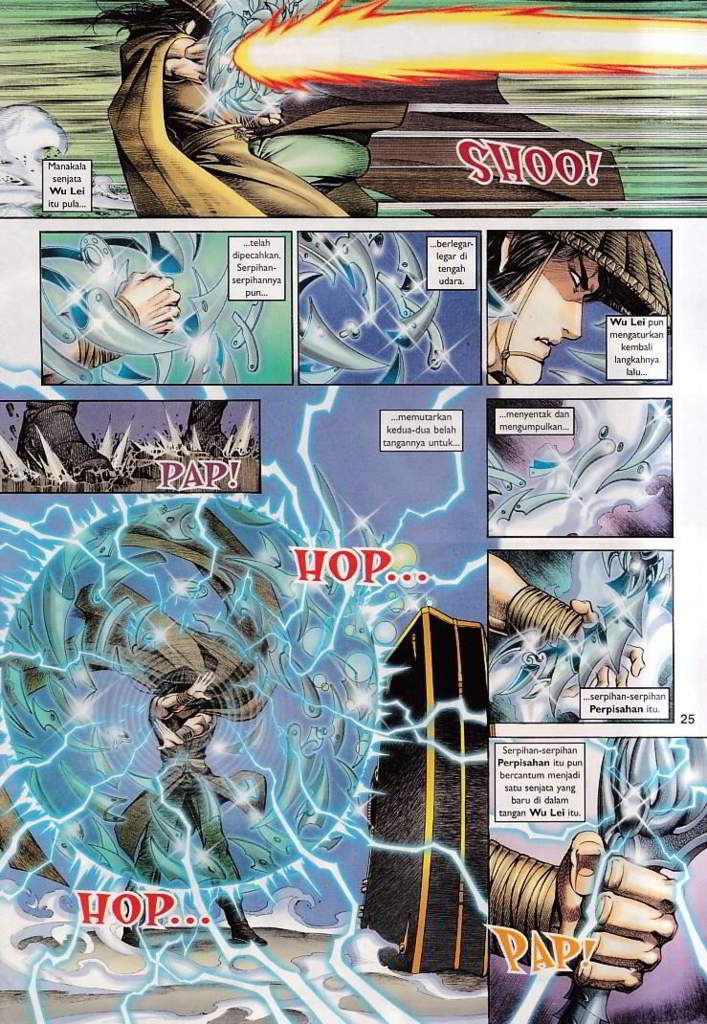 SHOO!
Manakala
senjata
Wu Lei
itu pula...
...telah
dipecahkan.
Serpihan-
serpihannya
pun...
...berlegar-
legar di
tengah
udara.
Wu Lei pun
mengaturkan
kembali
langkahnya
lalu...
PAP!
...memutarkan
kedua-dua belah
tangannya untuk...
...menyentak dan
mengumpulkan...
HOP...
...serpihan-serpihan
Perpisahan itu.
25
Serpihan-serpihan
Perpisahan itu pun
bercantum menjadi
satu senjata yang
baru di dalam
tangan Wu Lei itu.
HOP...
PAP!